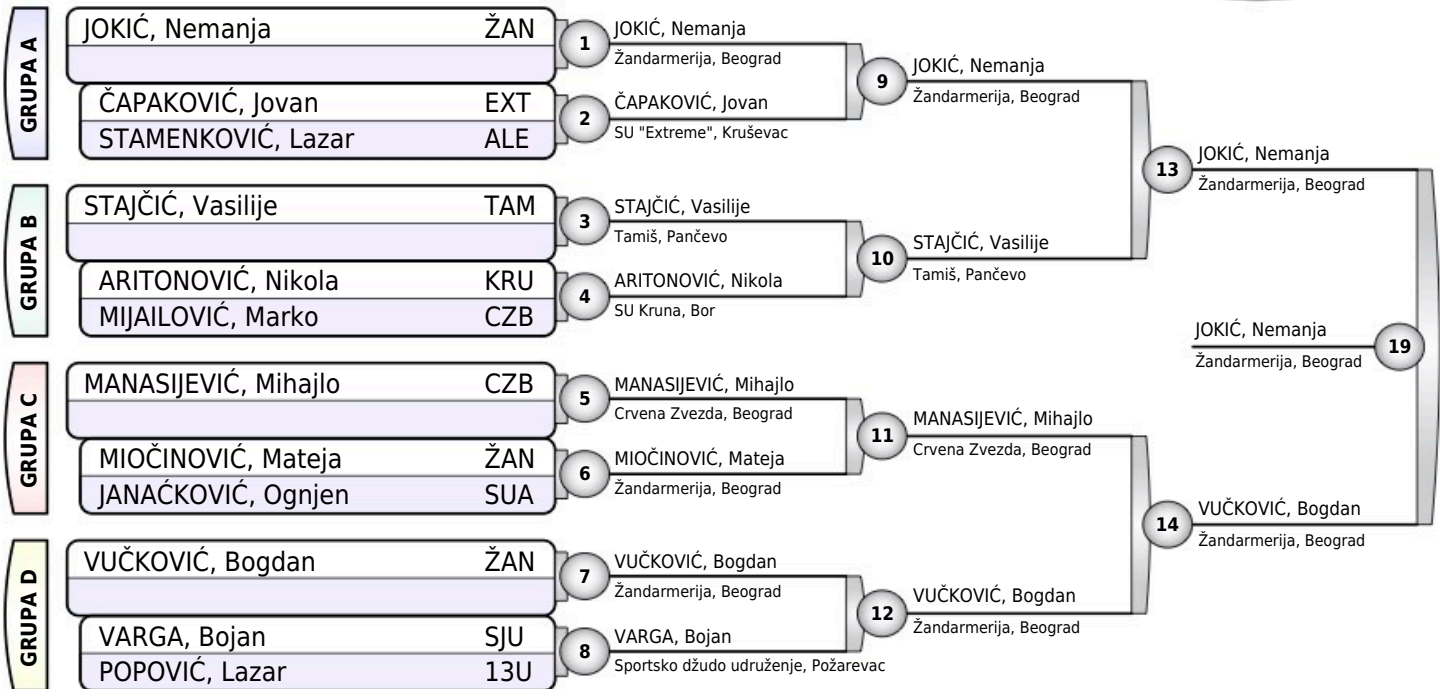 GRUPA A
JOKIĆ, Nemanja ŽAN
ČAPAKOVIĆ, Jovan EXT
STAMENKOVIĆ, Lazar ALE
GRUPA B
STAJČIĆ, Vasilije TAM
ARITONOVIĆ, Nikola KRU
MIJAILOVIĆ, Marko CZB
GRUPA C
MANASIJEVIĆ, Mihajlo CZB
MIOČINOVIĆ, Mateja ŽAN
JANAĆKOVIĆ, Ognjen SUA
GRUPA D
VUČKOVIĆ, Bogdan ŽAN
VARGA, Bojan SJU
POPOVIĆ, Lazar 13U
1
JOKIĆ, Nemanja
Žandarmerija, Beograd
2
ČAPAKOVIĆ, Jovan
SU "Extreme", Kruševac
3
STAJČIĆ, Vasilije
Tamiš, Pančevo
4
ARITONOVIĆ, Nikola
SU Kruna, Bor
5
MANASIJEVIĆ, Mihajlo
Crvena Zvezda, Beograd
6
MIOČINOVIĆ, Mateja
Žandarmerija, Beograd
7
VUČKOVIĆ, Bogdan
Žandarmerija, Beograd
8
VARGA, Bojan
Sportsko džudo udruženje, Požarevac
9
JOKIĆ, Nemanja
Žandarmerija, Beograd
10
STAJČIĆ, Vasilije
Tamiš, Pančevo
11
MANASIJEVIĆ, Mihajlo
Crvena Zvezda, Beograd
12
VUČKOVIĆ, Bogdan
Žandarmerija, Beograd
13
JOKIĆ, Nemanja
Žandarmerija, Beograd
14
VUČKOVIĆ, Bogdan
Žandarmerija, Beograd
JOKIĆ, Nemanja
Žandarmerija, Beograd
19